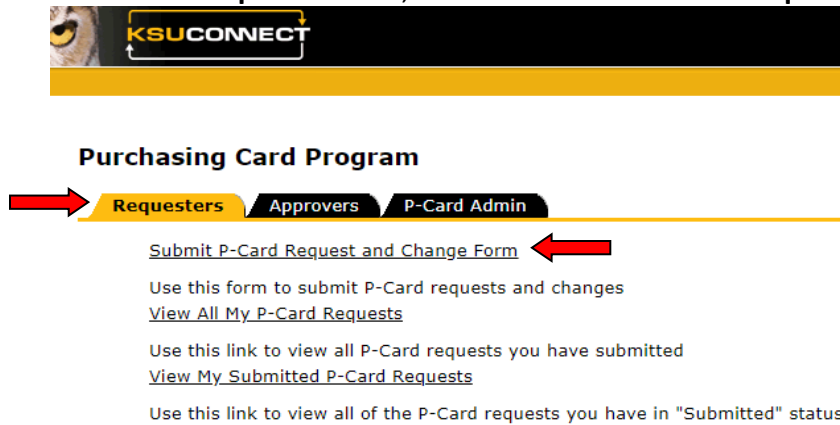 KSUCONNECT
Purchasing Card Program
Requesters Approvers P-Card Admin
Submit P-Card Request and Change Form
Use this form to submit P-Card requests and changes
View All My P-Card Requests
Use this link to view all P-Card requests you have submitted
View My Submitted P-Card Requests
Use this link to view all of the P-Card requests you have in "Submitted" status